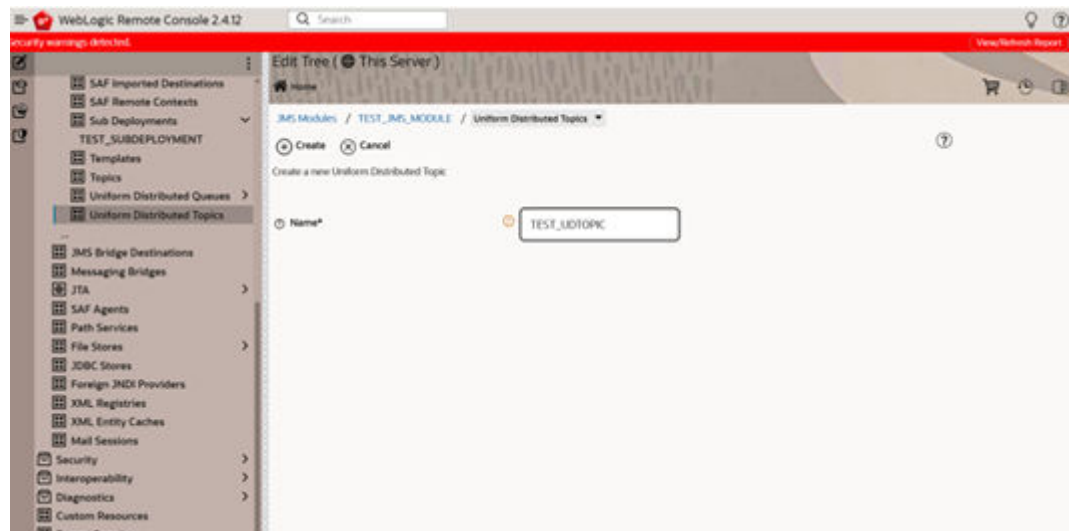 WebLogic Remote Console 2.4.12
Search
security warnings detected.
View/Refresh Report
Edit Tree ( This Server )
Home
SAF Imported Destinations
SAF Remote Contexts
Sub Deployments
TEST_SUBDEPLOYMENT
Templates
Topics
Uniform Distributed Queues
Uniform Distributed Topics
...
JMS Bridge Destinations
Messaging Bridges
JTA
SAF Agents
Path Services
File Stores
JDBC Stores
Foreign JNDI Providers
XML Registries
XML Entity Caches
Mail Sessions
Security
Interoperability
Diagnostics
Custom Resources
JMS Modules / TEST_JMS_MODULE / Uniform Distributed Topics
Create Cancel
Create a new Uniform Distributed Topic
Name* TEST_UDTOPIC